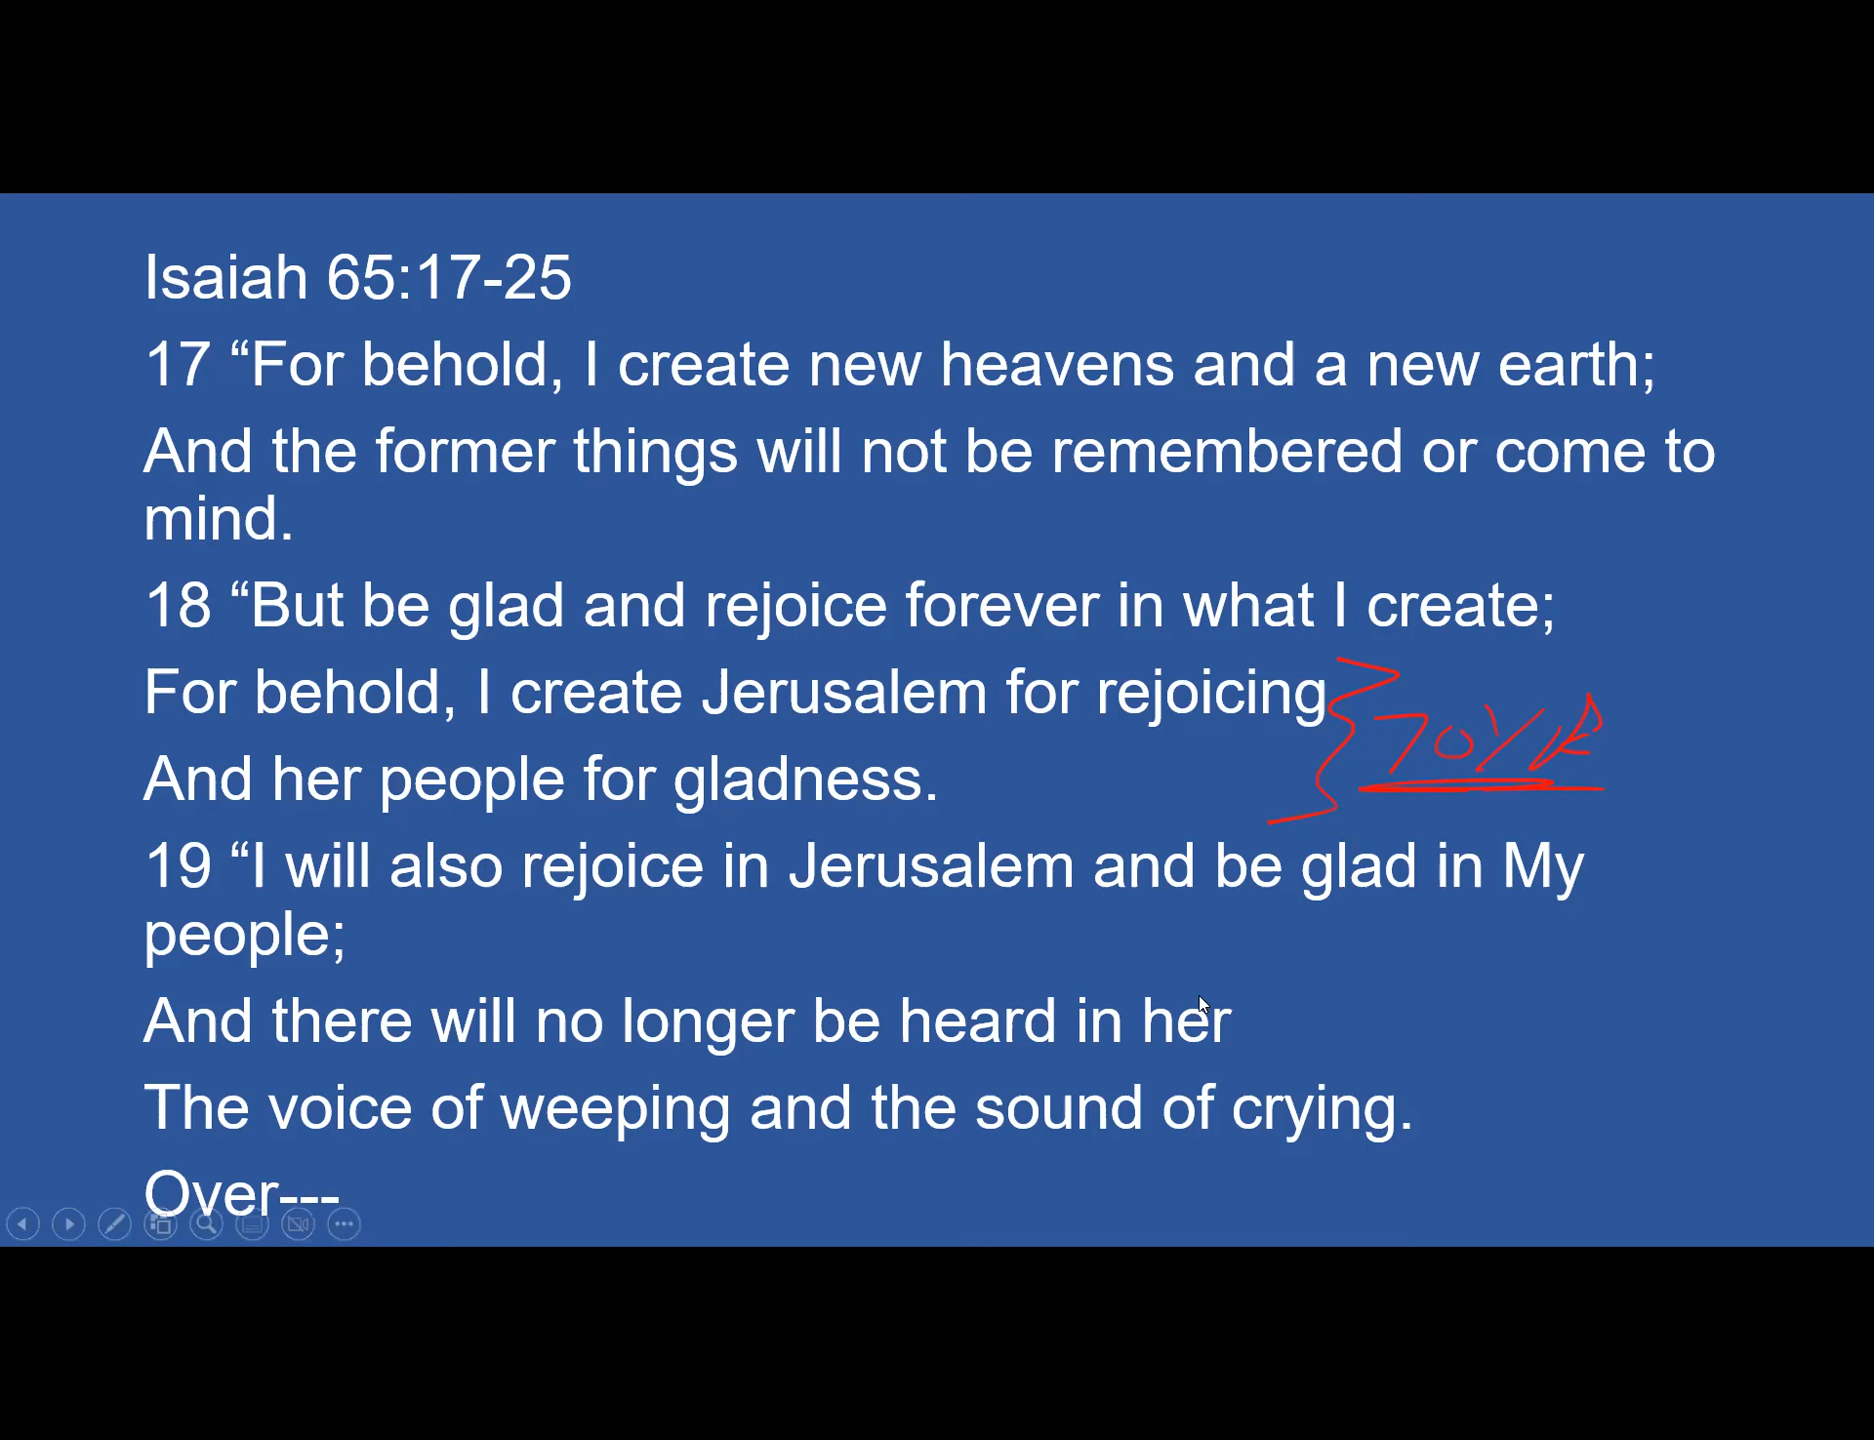 Isaiah 65:17-25
17 “For behold, I create new heavens and a new earth;
And the former things will not be remembered or come to
mind.
18 “But be glad and rejoice forever in what I create;
For behold, I create Jerusalem for rejoicing
70 YR
And her people for gladness.
19 “I will also rejoice in Jerusalem and be glad in My
people;
And there will no longer be heard in her
The voice of weeping and the sound of crying.
Over---